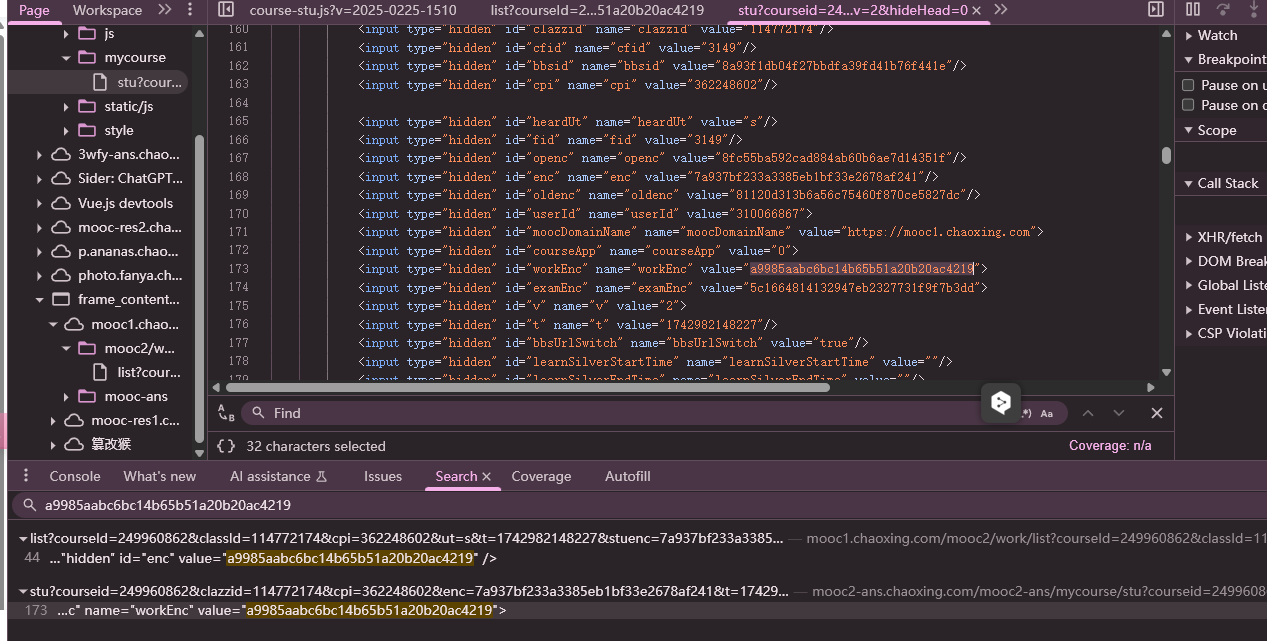 Page Workspace course-stu.js?v=2025-0225-1510 list?courseId=2...51a20b20ac4219 stu?courseid=24...v=2&hideHead=0
js
mycourse
stu?cour...
static/js
style
3wfy-ans.chao...
Sider: ChatGPT...
Vue.js devtools
mooc-res2.cha...
p.ananas.chao...
photo.fanya.ch...
frame_content...
mooc1.chao...
mooc2/w...
list?cour...
mooc-ans
mooc-res1.c...
篡改猴
160 <input type="hidden" id="clazzid" name="clazzid" value="114772174"/>
161 <input type="hidden" id="cfid" name="cfid" value="3149"/>
162 <input type="hidden" id="bbsid" name="bbsid" value="8a93f1db04f27bbdfa39fd41b76f441e"/>
163 <input type="hidden" id="cpi" name="cpi" value="362248602"/>
164
165 <input type="hidden" id="heardUt" name="heardUt" value="s"/>
166 <input type="hidden" id="fid" name="fid" value="3149"/>
167 <input type="hidden" id="openc" name="openc" value="8fc55ba592cad884ab60b6ae7d14351f"/>
168 <input type="hidden" id="enc" name="enc" value="7a937bf233a3385eb1bf33e2678af241"/>
169 <input type="hidden" id="oldenc" name="oldenc" value="81120d313b6a56c75460f870ce5827dc"/>
170 <input type="hidden" id="userId" name="userId" value="310066867">
171 <input type="hidden" id="moocDomainName" name="moocDomainName" value="https://mooc1.chaoxing.com">
172 <input type="hidden" id="courseApp" name="courseApp" value="0">
173 <input type="hidden" id="workEnc" name="workEnc" value="a9985aabc6bc14b65b51a20b20ac4219">
174 <input type="hidden" id="examEnc" name="examEnc" value="5c1664814132947eb2327731f9f7b3dd">
175 <input type="hidden" id="v" name="v" value="2">
176 <input type="hidden" id="t" name="t" value="1742982148227"/>
177 <input type="hidden" id="bbsUrlSwitch" name="bbsUrlSwitch" value="true"/>
178 <input type="hidden" id="learnSilverStartTime" name="learnSilverStartTime" value=""/>
179 <input type="hidden" id="learnSilverEndTime" name="learnSilverEndTime" value=""/>
Find .*) Aa
{} 32 characters selected Coverage: n/a
Watch
Breakpoint
Pause on u
Pause on c
Scope
Call Stack
XHR/fetch
DOM Break
Global Liste
Event Liste
CSP Violati
Console What's new AI assistance Issues Search Coverage Autofill
a9985aabc6bc14b65b51a20b20ac4219
list?courseId=249960862&classId=114772174&cpi=362248602&ut=s&t=1742982148227&stuenc=7a937bf233a3385... — mooc1.chaoxing.com/mooc2/work/list?courseId=249960862&classId=11
44 ..."hidden" id="enc" value="a9985aabc6bc14b65b51a20b20ac4219" />
stu?courseid=249960862&clazzid=114772174&cpi=362248602&enc=7a937bf233a3385eb1bf33e2678af241&t=17429... — mooc2-ans.chaoxing.com/mooc2-ans/mycourse/stu?courseid=24996086
173 ...c" name="workEnc" value="a9985aabc6bc14b65b51a20b20ac4219">